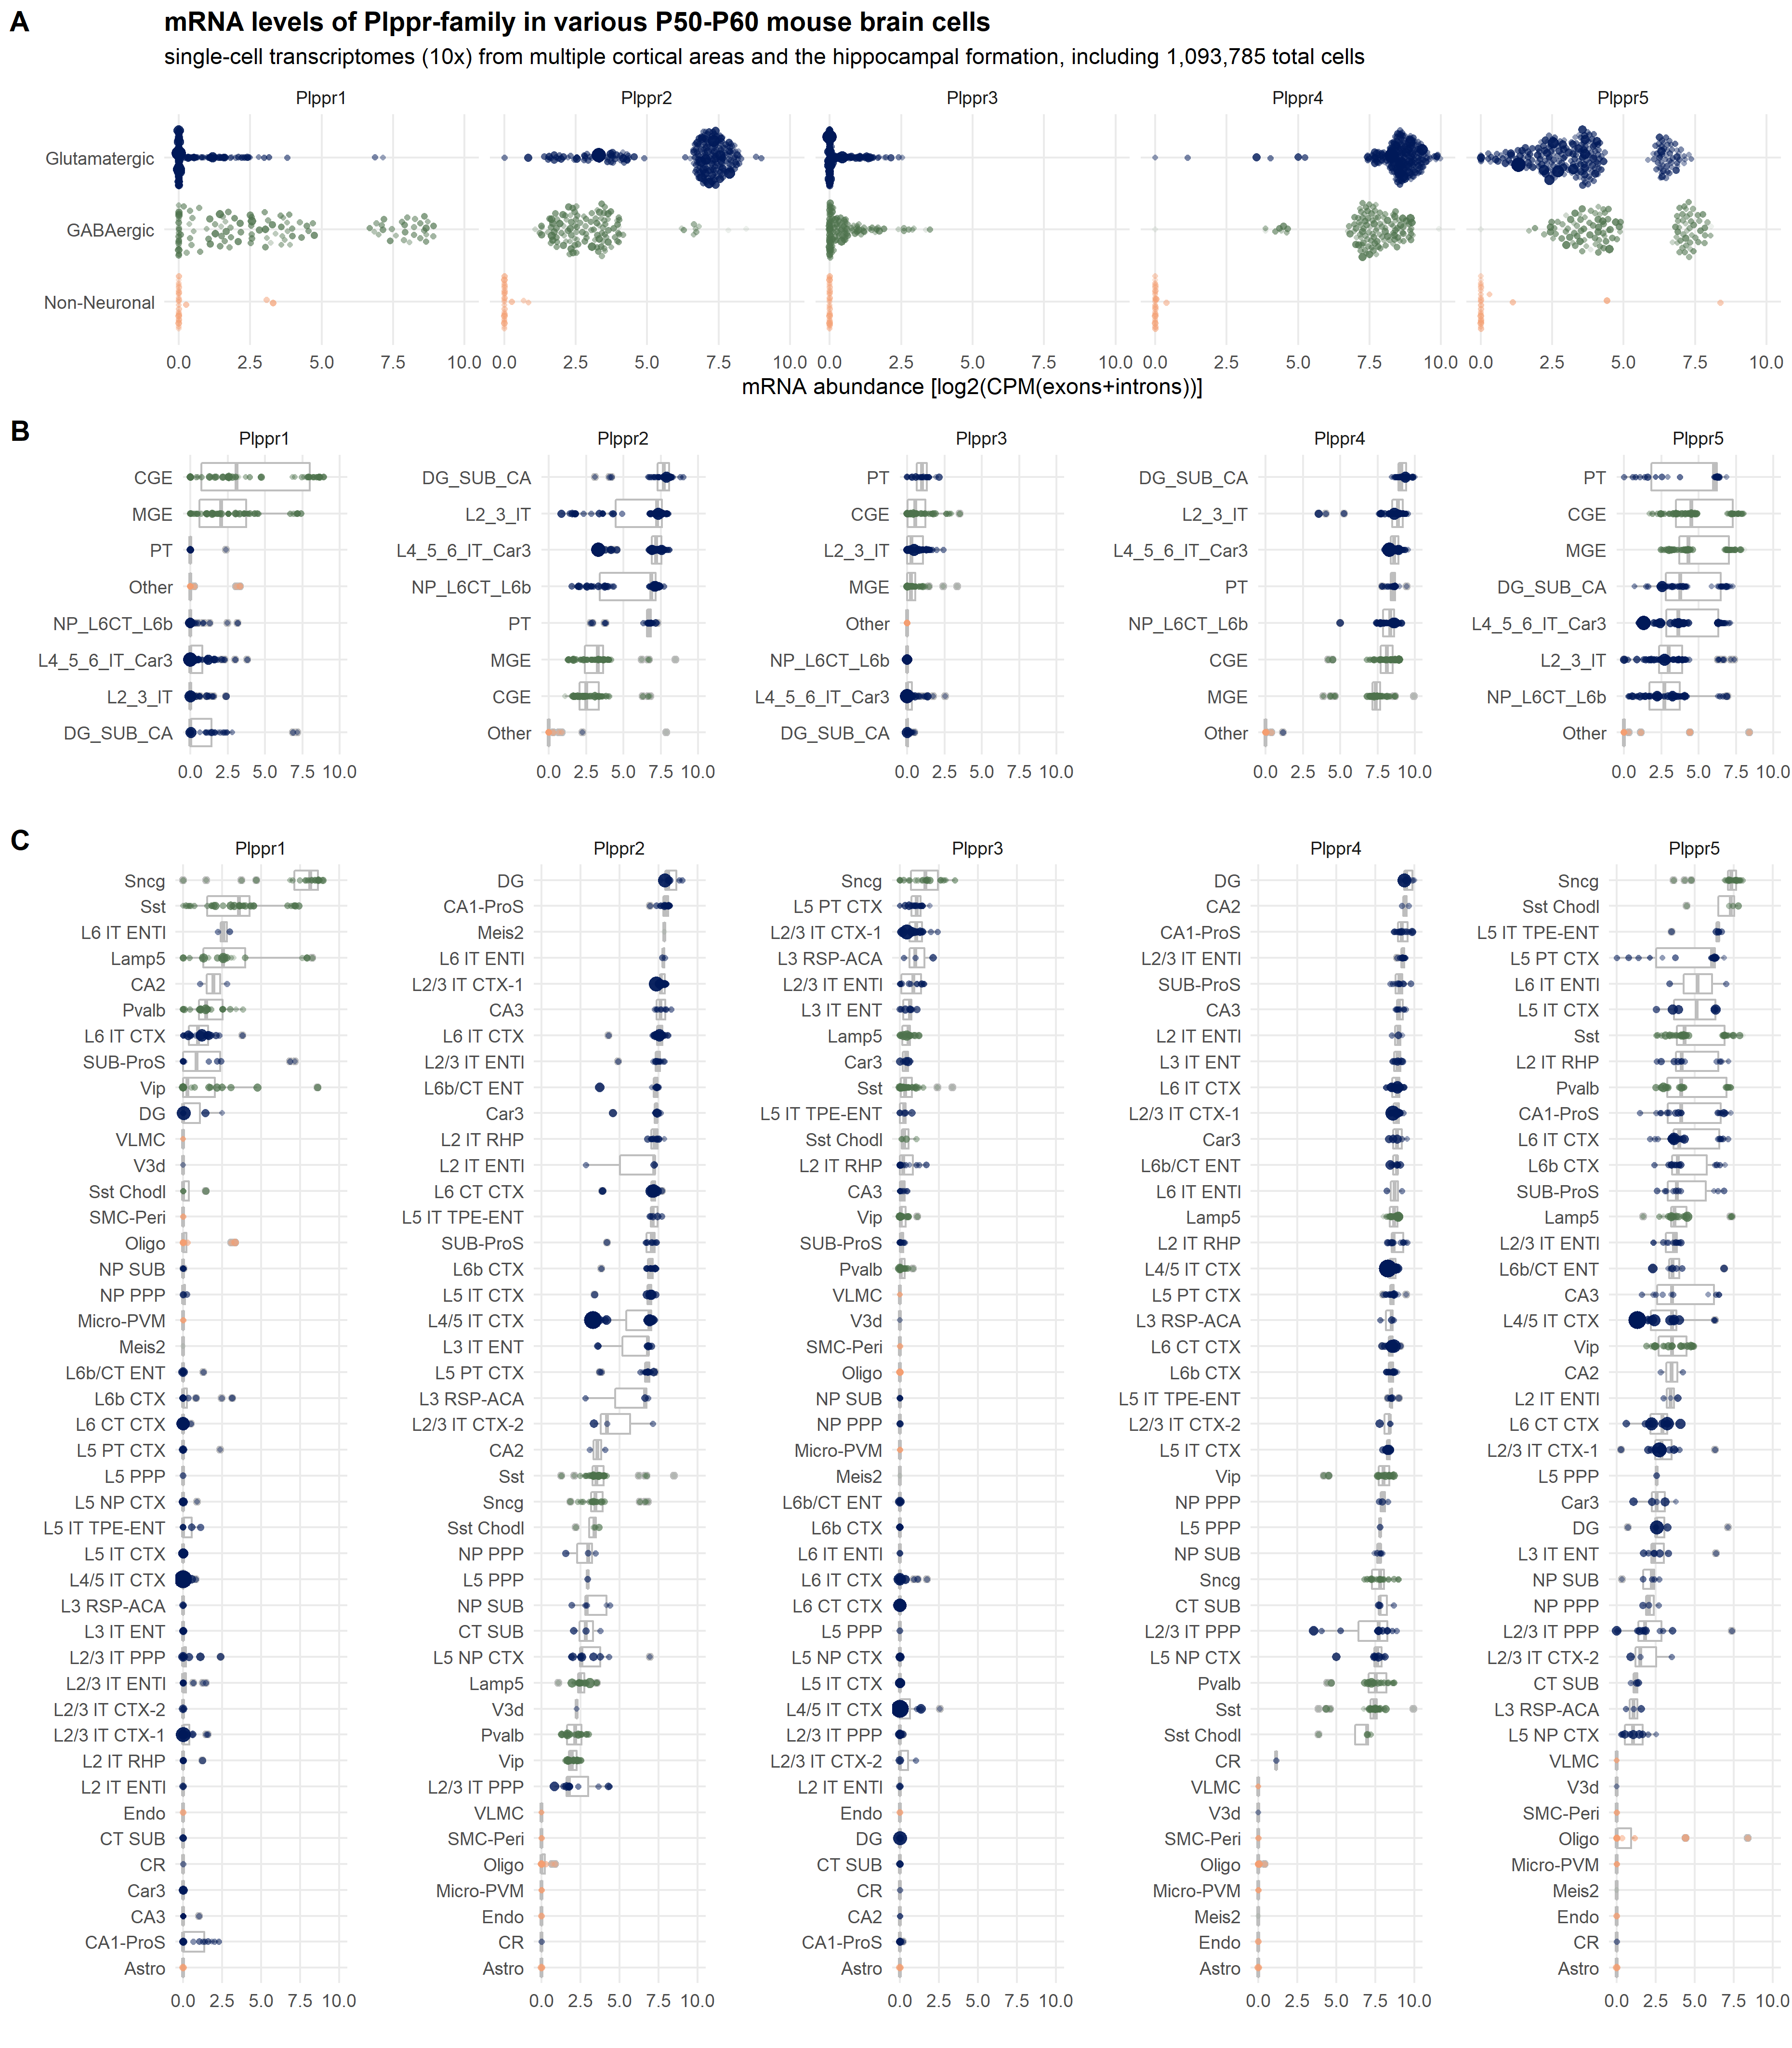 A
mRNA levels of Plppr-family in various P50-P60 mouse brain cells
single-cell transcriptomes (10x) from multiple cortical areas and the hippocampal formation, including 1,093,785 total cells
Plppr1 Plppr2 Plppr3 Plppr4 Plppr5
Glutamatergic
GABAergic
Non-Neuronal
0.0 2.5 5.0 7.5 10.0 0.0 2.5 5.0 7.5 10.0 0.0 2.5 5.0 7.5 10.0 0.0 2.5 5.0 7.5 10.0 0.0 2.5 5.0 7.5 10.0
mRNA abundance [log2(CPM(exons+introns))]
B
Plppr1 Plppr2 Plppr3 Plppr4 Plppr5
CGE DG_SUB_CA PT DG_SUB_CA PT
MGE L2_3_IT CGE L2_3_IT CGE
PT L4_5_6_IT_Car3 L2_3_IT L4_5_6_IT_Car3 MGE
Other NP_L6CT_L6b MGE PT DG_SUB_CA
NP_L6CT_L6b PT Other NP_L6CT_L6b L4_5_6_IT_Car3
L4_5_6_IT_Car3 MGE NP_L6CT_L6b CGE L2_3_IT
L2_3_IT CGE L4_5_6_IT_Car3 MGE NP_L6CT_L6b
DG_SUB_CA Other DG_SUB_CA Other Other
0.0 2.5 5.0 7.5 10.0 0.0 2.5 5.0 7.5 10.0 0.0 2.5 5.0 7.5 10.0 0.0 2.5 5.0 7.5 10.0 0.0 2.5 5.0 7.5 10.0
C
Plppr1 Plppr2 Plppr3 Plppr4 Plppr5
Sncg DG Sncg DG Sncg
Sst CA1-ProS L5 PT CTX CA2 Sst Chodl
L6 IT ENTl Meis2 L2/3 IT CTX-1 CA1-ProS L5 IT TPE-ENT
Lamp5 L6 IT ENTl L3 RSP-ACA L2/3 IT ENTl L5 PT CTX
CA2 L2/3 IT CTX-1 L2/3 IT ENTl SUB-ProS L6 IT ENTl
Pvalb CA3 L3 IT ENT CA3 L5 IT CTX
L6 IT CTX L6 IT CTX Lamp5 L2 IT ENTl Sst
SUB-ProS L2/3 IT ENTl Car3 L3 IT ENT L2 IT RHP
Vip L6b/CT ENT Sst L6 IT CTX Pvalb
DG Car3 L5 IT TPE-ENT L2/3 IT CTX-1 CA1-ProS
VLMC L2 IT RHP Sst Chodl Car3 L6 IT CTX
V3d L2 IT ENTl L2 IT RHP L6b/CT ENT L6b CTX
Sst Chodl L6 CT CTX CA3 L6 IT ENTl SUB-ProS
SMC-Peri L5 IT TPE-ENT Vip Lamp5 Lamp5
Oligo SUB-ProS SUB-ProS L2 IT RHP L2/3 IT ENTl
NP SUB L6b CTX Pvalb L4/5 IT CTX L6b/CT ENT
NP PPP L5 IT CTX VLMC L5 PT CTX CA3
Micro-PVM L4/5 IT CTX V3d L3 RSP-ACA L4/5 IT CTX
Meis2 L3 IT ENT SMC-Peri L6 CT CTX Vip
L6b/CT ENT L5 PT CTX Oligo L6b CTX CA2
L6b CTX L3 RSP-ACA NP SUB L5 IT TPE-ENT L2 IT ENTl
L6 CT CTX L2/3 IT CTX-2 NP PPP L2/3 IT CTX-2 L6 CT CTX
L5 PT CTX CA2 Micro-PVM L5 IT CTX L2/3 IT CTX-1
L5 PPP Sst Meis2 Vip L5 PPP
L5 NP CTX Sncg L6b/CT ENT NP PPP Car3
L5 IT TPE-ENT Sst Chodl L6b CTX L5 PPP DG
L5 IT CTX NP PPP L6 IT ENTl NP SUB L3 IT ENT
L4/5 IT CTX L5 PPP L6 IT CTX Sncg NP SUB
L3 RSP-ACA NP SUB L6 CT CTX CT SUB NP PPP
L3 IT ENT CT SUB L5 PPP L2/3 IT PPP L2/3 IT PPP
L2/3 IT PPP L5 NP CTX L5 NP CTX L5 NP CTX L2/3 IT CTX-2
L2/3 IT ENTl Lamp5 L5 IT CTX Pvalb CT SUB
L2/3 IT CTX-2 V3d L4/5 IT CTX Sst L3 RSP-ACA
L2/3 IT CTX-1 Pvalb L2/3 IT PPP Sst Chodl L5 NP CTX
L2 IT RHP Vip L2/3 IT CTX-2 CR VLMC
L2 IT ENTl L2/3 IT PPP L2 IT ENTl VLMC V3d
Endo VLMC Endo V3d SMC-Peri
CT SUB SMC-Peri DG SMC-Peri Oligo
CR Oligo CT SUB Oligo Micro-PVM
Car3 Micro-PVM CR Micro-PVM Meis2
CA3 Endo CA2 Meis2 Endo
CA1-ProS CR CA1-ProS Endo CR
Astro Astro Astro Astro Astro
0.0 2.5 5.0 7.5 10.0 0.0 2.5 5.0 7.5 10.0 0.0 2.5 5.0 7.5 10.0 0.0 2.5 5.0 7.5 10.0 0.0 2.5 5.0 7.5 10.0